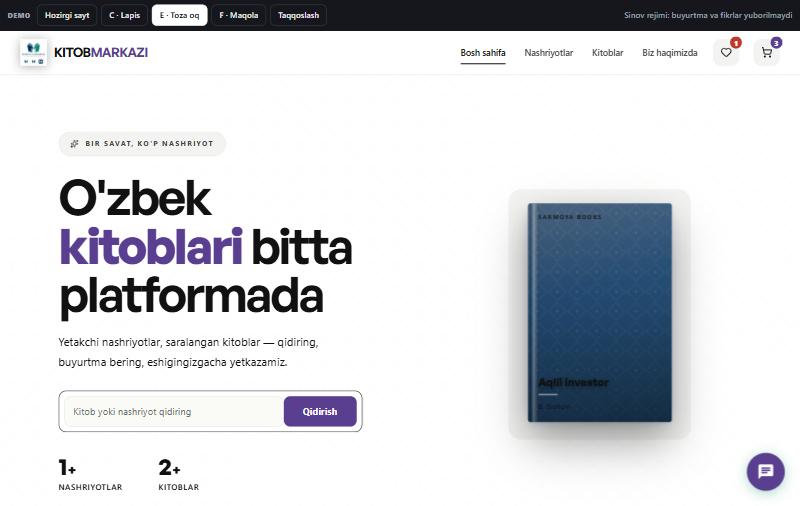 DEMO
Hozirgi sayt
C · Lapis
E · Toza oq
F · Maqola
Taqqoslash
Sinov rejimi: buyurtma va fikrlar yuborilmaydi
KITOBMARKAZI
Bosh sahifa
Nashriyotlar
Kitoblar
Biz haqimizda
1
3
BIR SAVAT, KO'P NASHRIYOT
O'zbek
kitoblari bitta
platformada
Yetakchi nashriyotlar, saralangan kitoblar — qidiring,
buyurtma bering, eshigingizgacha yetkazamiz.
Kitob yoki nashriyot qidiring
Qidirish
1+
NASHRIYOTLAR
2+
KITOBLAR
SARMOYA BOOKS
Aqlli investor